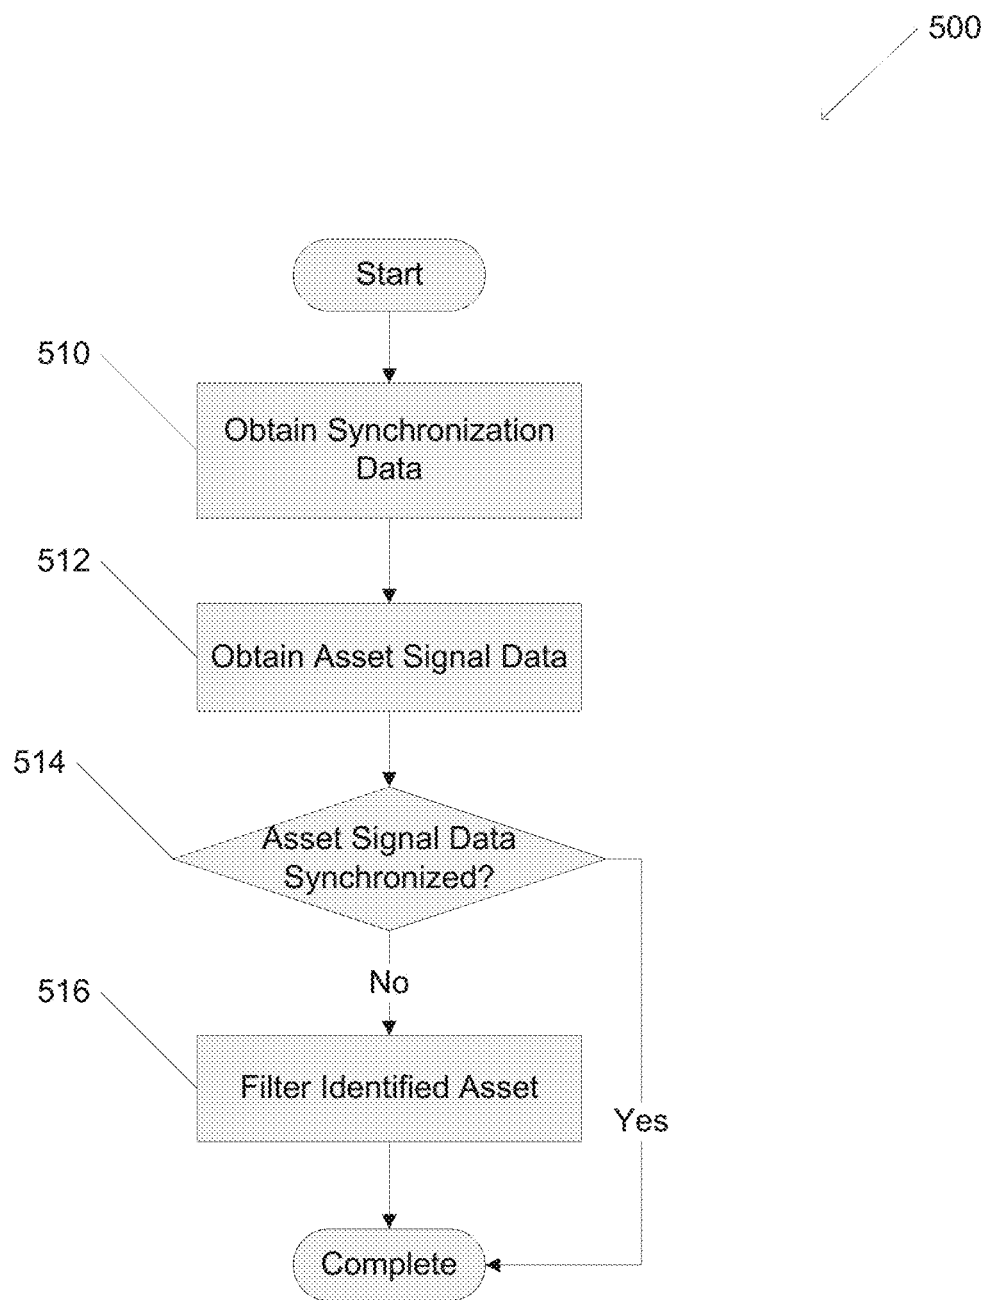 500
Start
510
Obtain Synchronization
Data
512
Obtain Asset Signal Data
514
Asset Signal Data
Synchronized?
No
516
Filter Identified Asset
Yes
Complete